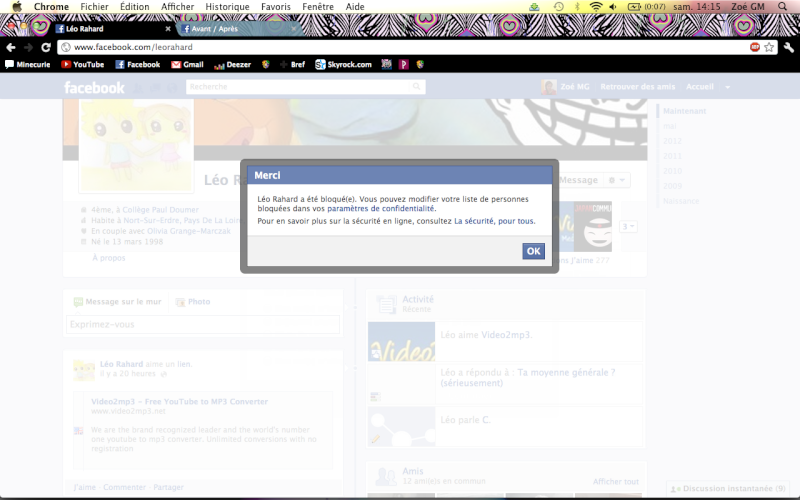 Chrome Fichier Édition Affichage Historique Favoris Fenêtre Aide (0:07) sam. 14:15 Zoé GM
Léo Rahard
Avant / Après
www.facebook.com/leorahard
Minecurie YouTube Facebook Gmail Deezer Bref Skyrock.com
facebook Recherche Zoé MG Retrouver des amis Accueil
Maintenant
mai
2012
2011
2010
2009
Naissance
Léo R
Message
Merci
Léo Rahard a été bloqué(e). Vous pouvez modifier votre liste de personnes
bloquées dans vos paramètres de confidentialité.
Pour en savoir plus sur la sécurité en ligne, consultez La sécurité, pour tous.
OK
4ème, à Collège Paul Doumer
Habite à Nort-Sur-Erdre, Pays De La Loi
En couple avec Olivia Grange-Marczak
Né le 13 mars 1998
À propos
3
J'aime 277
Message sur le mur Photo
Exprimez-vous
Léo Rahard aime un lien.
Il y a 20 heures
Video2mp3 - Free YouTube to MP3 Converter
www.video2mp3.net
We are the brand recognized leader and the world's number
one youtube to mp3 converter. Unlimited conversions with no
registration
J'aime · Commenter · Partager
Activité
Récente
Léo aime Video2mp3.
Léo a répondu à : Ta moyenne générale ?
(sérieusement)
Léo parle C.
Amis
12 ami(e)s en commun
Afficher tout
Discussion instantanée (9)